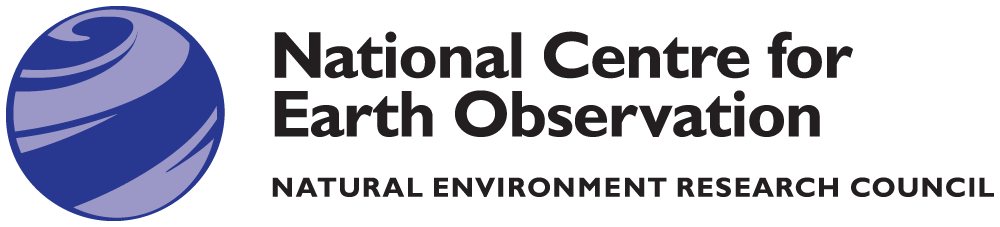 National Centre for
Earth Observation
NATURAL ENVIRONMENT RESEARCH COUNCIL